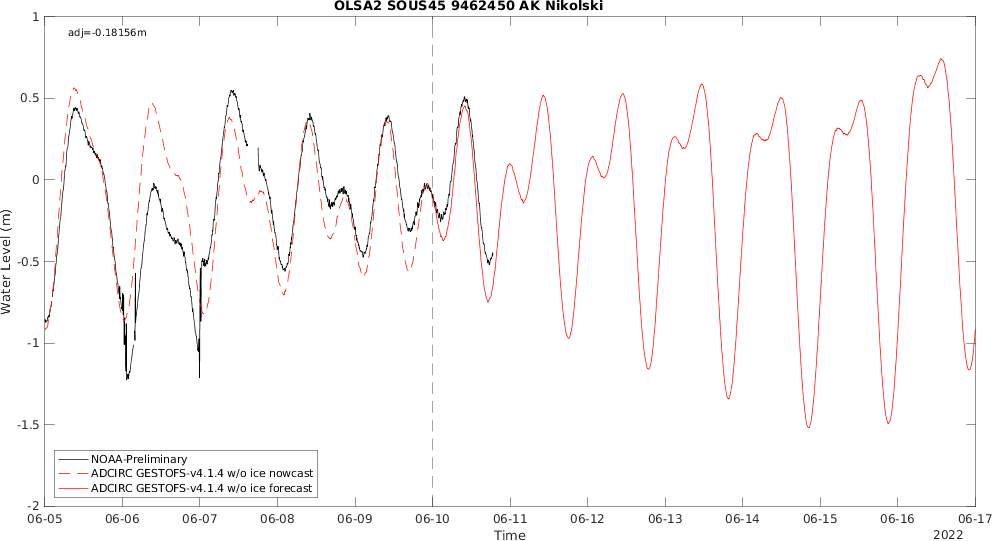 OLSA2 SOUS45 9462450 AK Nikolski
adj=-0.18156m
1
0.5
0
-0.5
-1
-1.5
-2
Water Level (m)
NOAA-Preliminary
ADCIRC GESTOFS-v4.1.4 w/o ice nowcast
ADCIRC GESTOFS-v4.1.4 w/o ice forecast
06-05 06-06 06-07 06-08 06-09 06-10 06-11 06-12 06-13 06-14 06-15 06-16 06-17
Time
2022